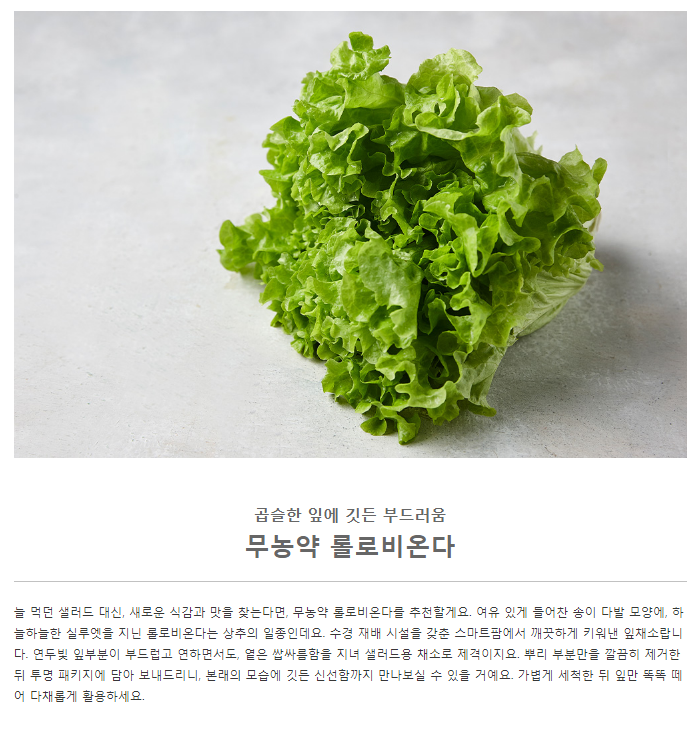 곱슬한 잎에 깃든 부드러움
무농약 롤로비온다
늘 먹던 샐러드 대신, 새로운 식감과 맛을 찾는다면, 무농약 롤로비온다를 추천할게요. 여유 있게 들어찬 송이 다발 모양에, 하
늘하늘한 실루엣을 지닌 롤로비온다는 상추의 일종인데요. 수경 재배 시설을 갖춘 스마트팜에서 깨끗하게 키워낸 잎채소랍니
다. 연두빛 잎부분이 부드럽고 연하면서도, 옅은 쌉싸름함을 지녀 샐러드용 채소로 제격이지요. 뿌리 부분만을 깔끔히 제거한
뒤 투명 패키지에 담아 보내드리니, 본래의 모습에 깃든 신선함까지 만나보실 수 있을 거예요. 가볍게 세척한 뒤 잎만 똑똑 떼
어 다채롭게 활용하세요.